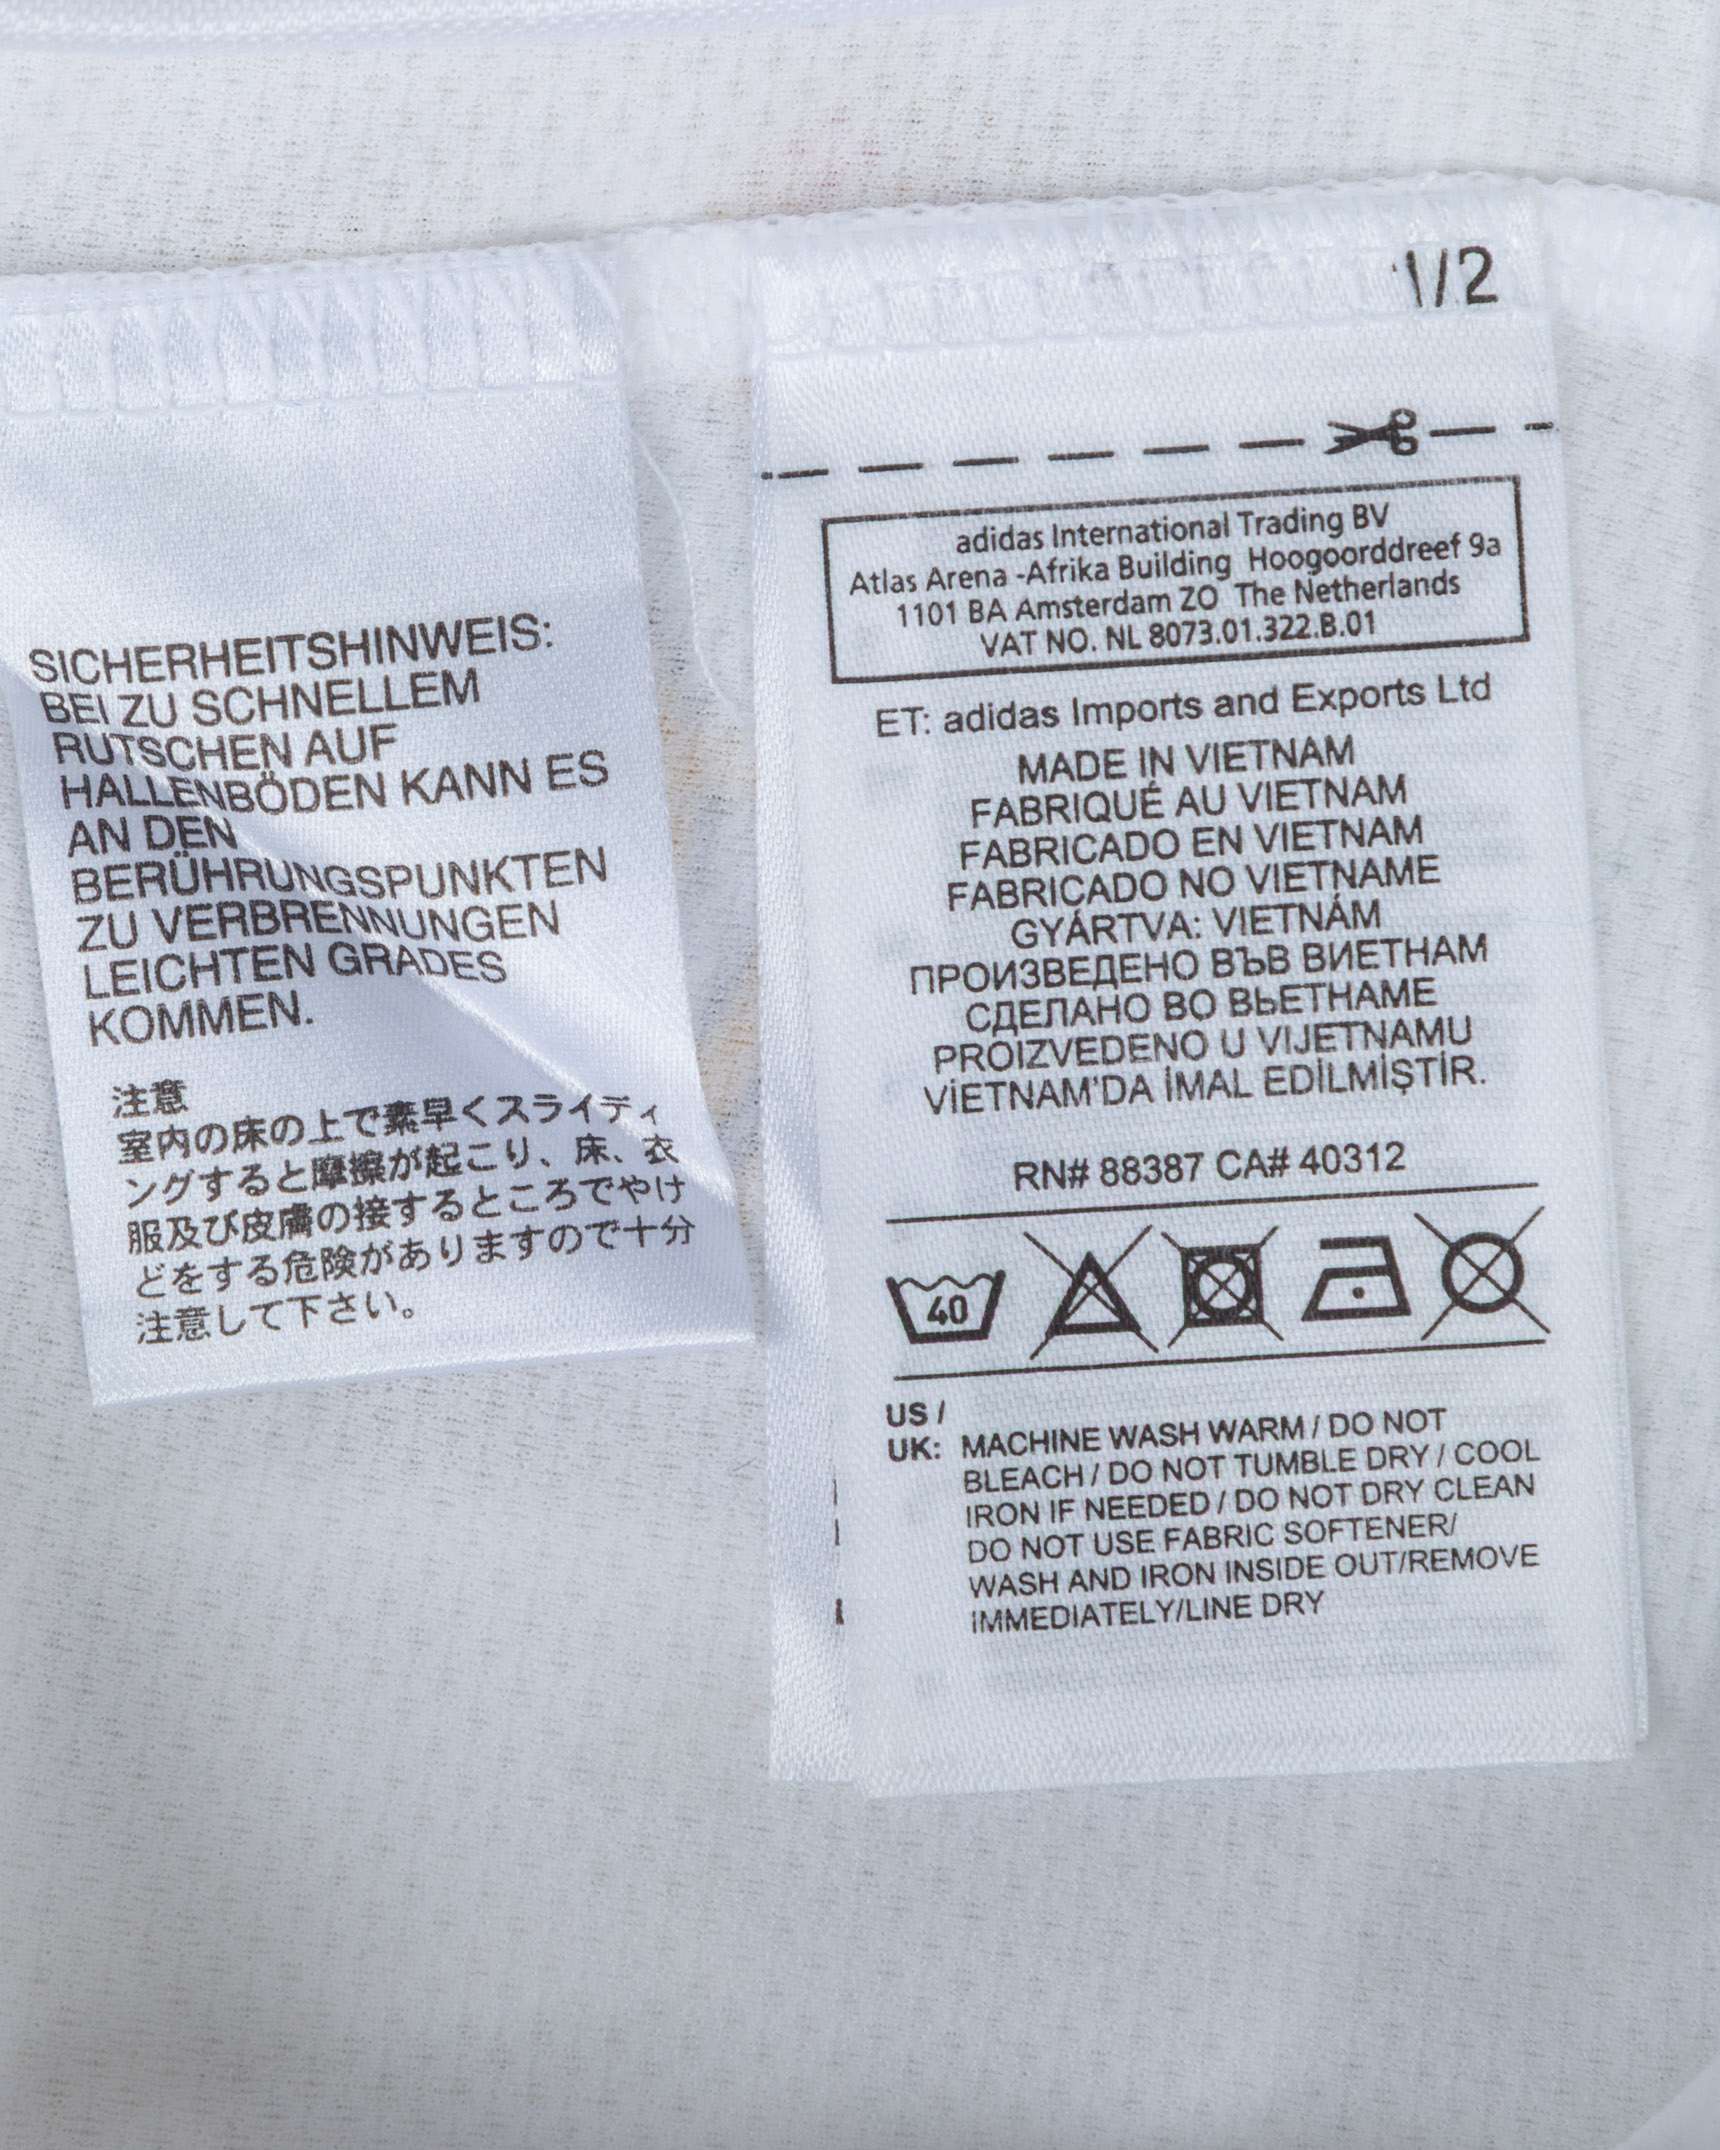 SICHERHEITSHINWEIS:
BEI ZU SCHNELLEM
RUTSCHEN AUF
HALLENBÖDEN KANN ES
AN DEN
BERÜHRUNGSPUNKTEN
ZU VERBRENNUNGEN
LEICHTEN GRADES
KOMMEN.
注意
室内の床の上で素早くスライディ
ングすると摩擦が起こり、床、衣
服及び皮膚の接するところでやけ
どをする危険がありますので十分
注意して下さい。
1/2
adidas International Trading BV
Atlas Arena -Afrika Building Hoogoorddreef 9a
1101 BA Amsterdam ZO The Netherlands
VAT NO. NL 8073.01.322.B.01
ET: adidas Imports and Exports Ltd
MADE IN VIETNAM
FABRIQUÉ AU VIETNAM
FABRICADO EN VIETNAM
FABRICADO NO VIETNAME
GYÁRTVA: VIETNÁM
ПРОИЗВЕДЕНО ВЪВ ВИЕТНАМ
СДЕЛАНО ВО ВЬЕТНАМЕ
PROIZVEDENO U VIJETNAMU
VİETNAM'DA İMAL EDİLMİŞTİR.
RN# 88387 CA# 40312
40
US /
UK: MACHINE WASH WARM / DO NOT
BLEACH / DO NOT TUMBLE DRY / COOL
IRON IF NEEDED / DO NOT DRY CLEAN
DO NOT USE FABRIC SOFTENER/
WASH AND IRON INSIDE OUT/REMOVE
IMMEDIATELY/LINE DRY